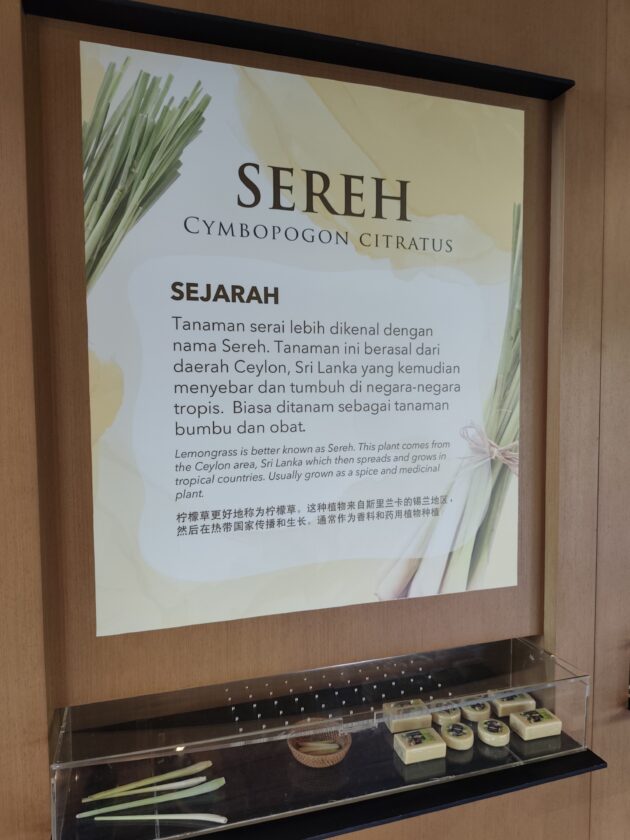 SEREH
CYMBOPOGON CITRATUS
SEJARAH
Tanaman serai lebih dikenal dengan
nama Sereh. Tanaman ini berasal dari
daerah Ceylon, Sri Lanka yang kemudian
menyebar dan tumbuh di negara-negara
tropis. Biasa ditanam sebagai tanaman
bumbu dan obat.
Lemongrass is better known as Sereh. This plant comes from
the Ceylon area, Sri Lanka which then spreads and grows in
tropical countries. Usually grown as a spice and medicinal
plant.
柠檬草更好地称为柠檬草。这种植物来自斯里兰卡的锡兰地区，
然后在热带国家传播和生长。通常作为香料和药用植物种植